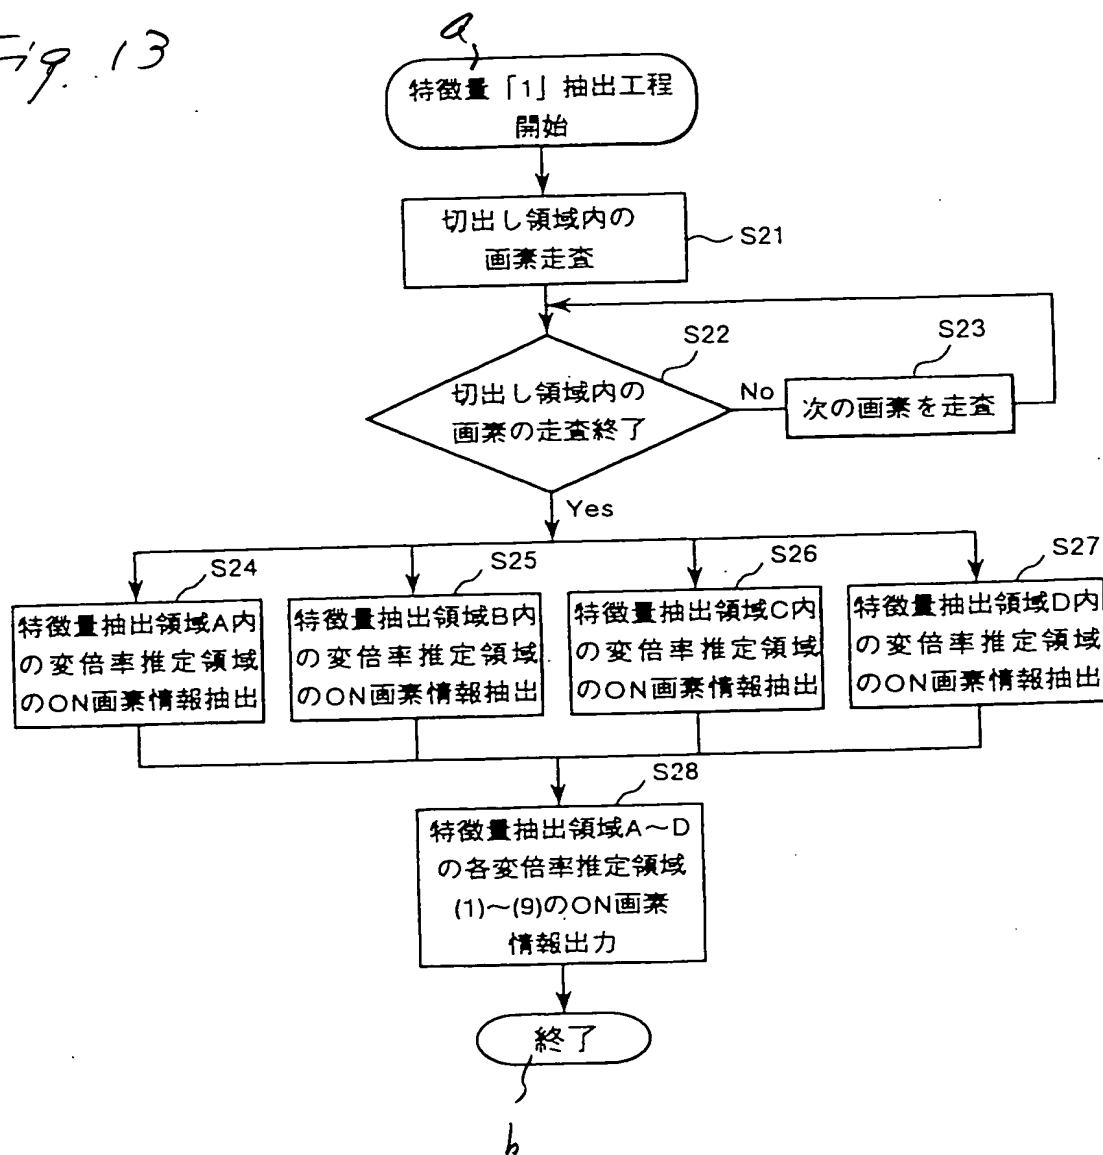 Fig. 13
a
特徴量「1」抽出工程
開始
切出し領域内の
画素走査
S21
S22
切出し領域内の
画素の走査終了
No
S23
次の画素を走査
Yes
S24
特徴量抽出領域A内
の変倍率推定領域
のON画素情報抽出
S25
特徴量抽出領域B内
の変倍率推定領域
のON画素情報抽出
S26
特徴量抽出領域C内
の変倍率推定領域
のON画素情報抽出
S27
特徴量抽出領域D内
の変倍率推定領域
のON画素情報抽出
S28
特徴量抽出領域A～D
の各変倍率推定領域
(1)～(9)のON画素
情報出力
終了
b